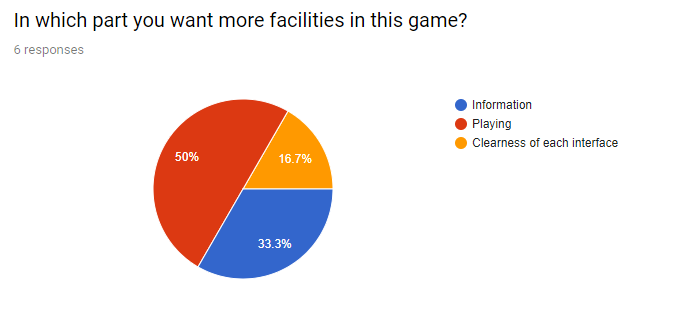 In which part you want more facilities in this game?
6 responses
Information
Playing
Clearness of each interface
50%
16.7%
33.3%